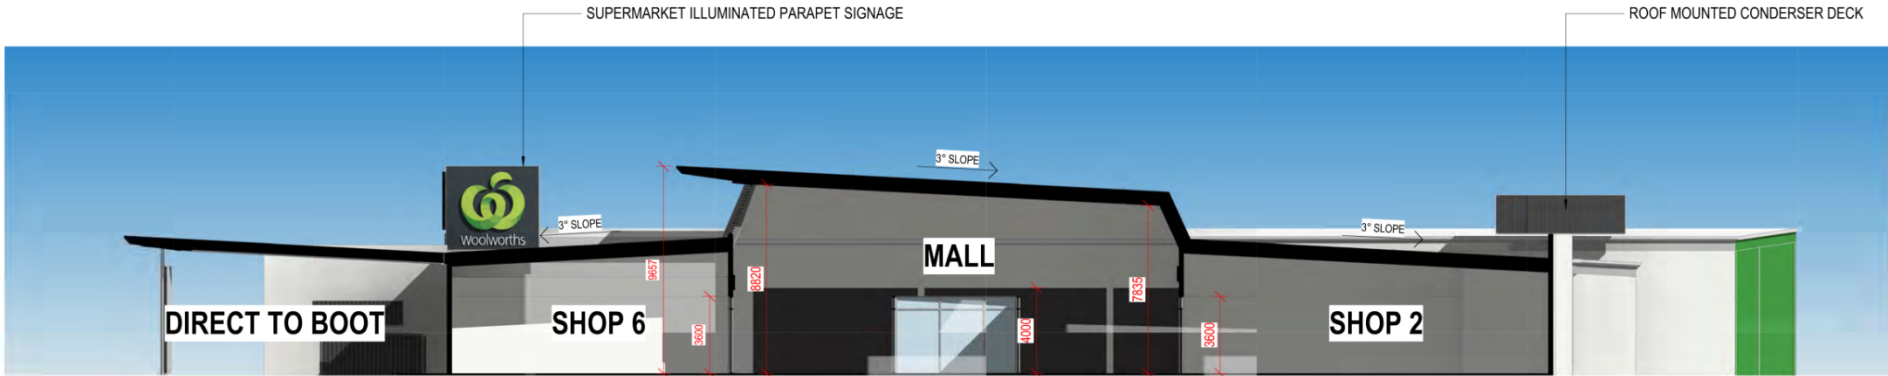 SUPERMARKET ILLUMINATED PARAPET SIGNAGE
ROOF MOUNTED CONDERSER DECK
3° SLOPE
Woolworths
3° SLOPE
3° SLOPE
MALL
9657
8820
7835
DIRECT TO BOOT
SHOP 6
3600
4000
3600
SHOP 2